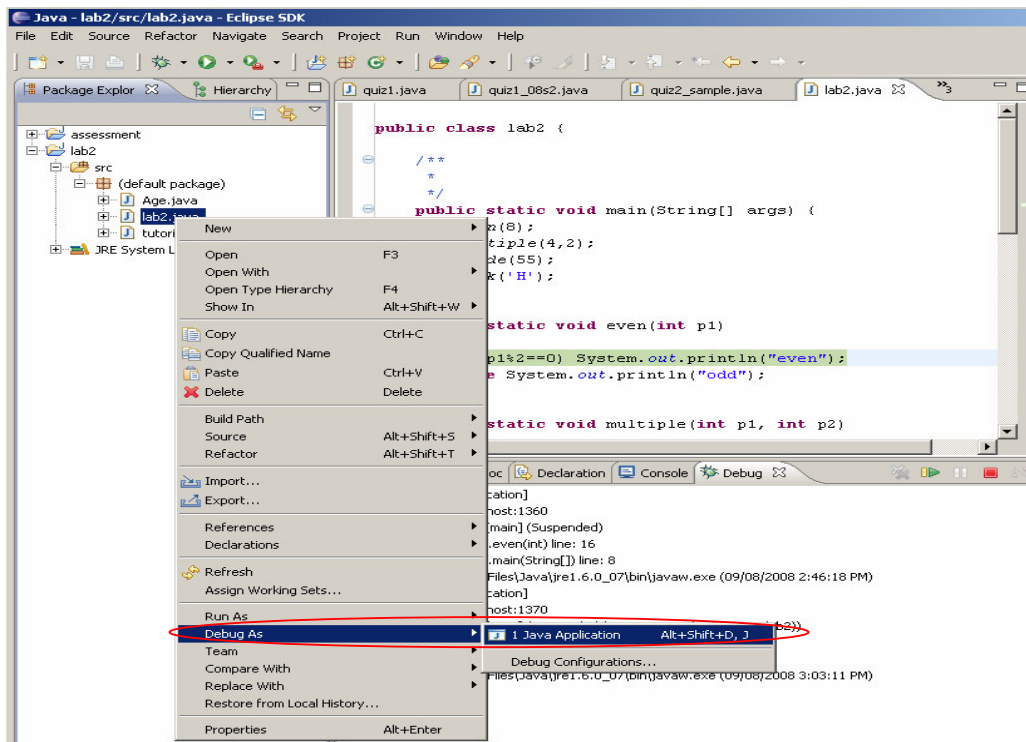 Java - lab2/src/lab2.java - Eclipse SDK
File Edit Source Refactor Navigate Search Project Run Window Help
Package Explor Hierarchy
assessment
lab2
src
(default package)
Age.java
lab2.java
tutori
JRE System L
quiz1.java quiz1_08s2.java quiz2_sample.java lab2.java 3
public class lab2 {
/**
*
*/
public static void main(String[] args) {
n(8);
tiple(4,2);
de(55);
k('H');
static void even(int p1)
p1%2==0) System.out.println("even");
e System.out.println("odd");
static void multiple(int p1, int p2)
New
Open F3
Open With
Open Type Hierarchy F4
Show In Alt+Shift+W
Copy Ctrl+C
Copy Qualified Name
Paste Ctrl+V
Delete Delete
Build Path
Source Alt+Shift+S
Refactor Alt+Shift+T
Import...
Export...
References
Declarations
Refresh
Assign Working Sets...
Run As
Debug As
Team
Compare With
Replace With
Restore from Local History...
Properties Alt+Enter
1 Java Application Alt+Shift+D, J
Debug Configurations...
oc Declaration Console Debug
cation]
host:1360
[main] (Suspended)
.even(int) line: 16
.main(String[]) line: 8
Files\Java\jre1.6.0_07\bin\javaw.exe (09/08/2008 2:46:18 PM)
cation]
host:1370
b2))
Files\Java\jre1.6.0_07\bin\javaw.exe (09/08/2008 3:03:11 PM)